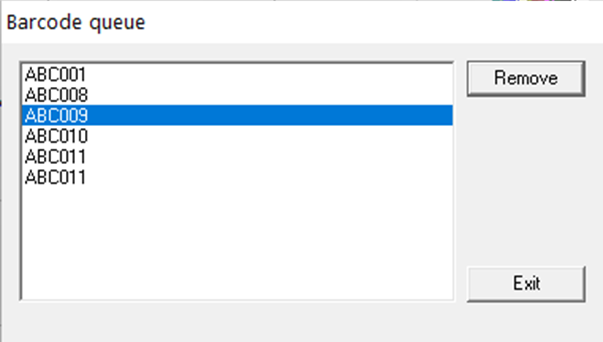 Barcode queue
ABC001
Remove
ABC008
ABC009
ABC010
ABC011
ABC011
Exit